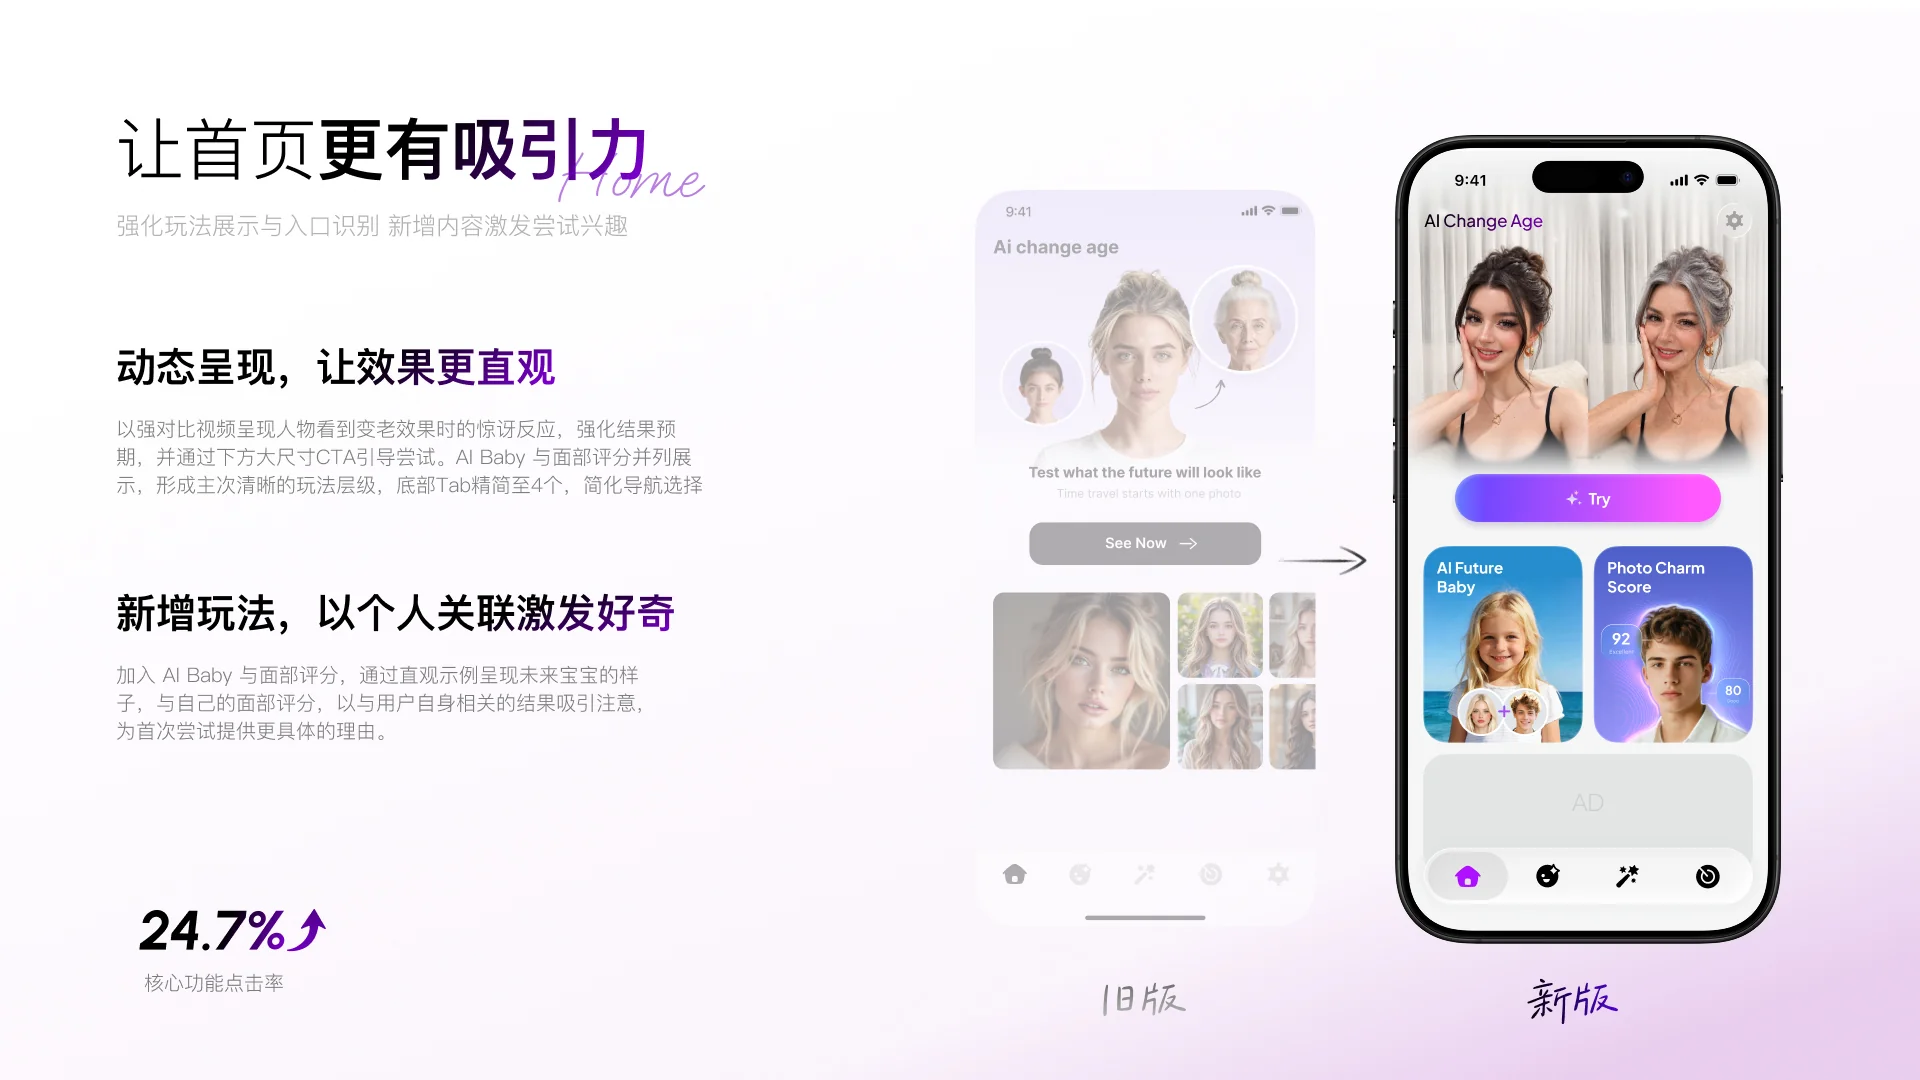 让首页更有吸引力
Home
强化玩法展示与入口识别 新增内容激发尝试兴趣
动态呈现，让效果更直观
以强对比视频呈现人物看到变老效果时的惊讶反应，强化结果预
期，并通过下方大尺寸CTA引导尝试。AI Baby 与面部评分并列展
示，形成主次清晰的玩法层级，底部Tab精简至4个，简化导航选择
新增玩法，以个人关联激发好奇
加入 AI Baby 与面部评分，通过直观示例呈现未来宝宝的样
子，与自己的面部评分，以与用户自身相关的结果吸引注意，
为首次尝试提供更具体的理由。
24.7%
核心功能点击率
9:41
Ai change age
Test what the future will look like
Time travel starts with one photo
See Now
旧版
9:41
AI Change Age
Try
AI Future
Baby
Photo Charm
Score
92
Excellent
80
AD
新版